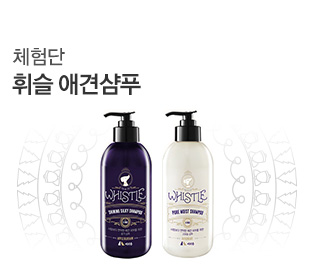 체험단
휘슬 애견샴푸
WHISTLE
SHINING SILKY SHAMPOO
WHISTLE
PURE MOIST SHAMPOO